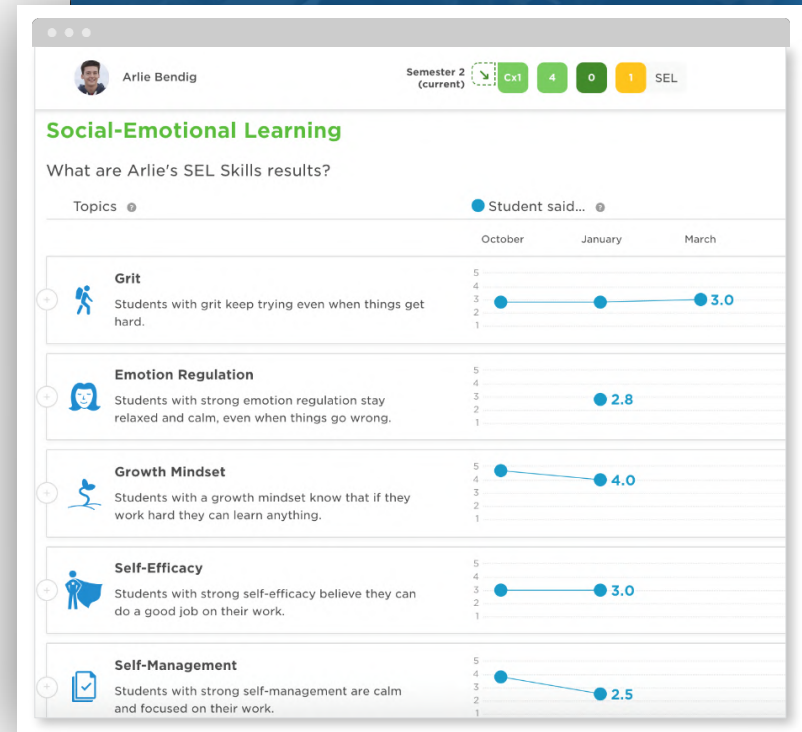 Arlie Bendig
Semester 2
(current)
Cx1
4
0
1
SEL
Social-Emotional Learning
What are Arlie's SEL Skills results?
Topics ?
Student said... ?
October January March
Grit
Students with grit keep trying even when things get
hard.
5
4
3
2
1
3.0
Emotion Regulation
Students with strong emotion regulation stay
relaxed and calm, even when things go wrong.
5
4
3
2
1
2.8
Growth Mindset
Students with a growth mindset know that if they
work hard they can learn anything.
5
4
3
2
1
4.0
Self-Efficacy
Students with strong self-efficacy believe they can
do a good job on their work.
5
4
3
2
1
3.0
Self-Management
Students with strong self-management are calm
and focused on their work.
5
4
3
2
1
2.5